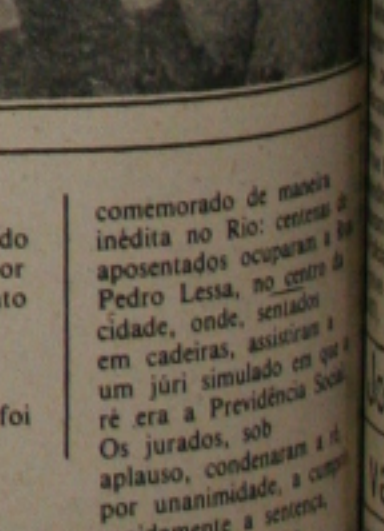 do
or
nto
foi
comemorado de maneira
inédita no Rio: centenas de
aposentados ocuparam a Rua
Pedro Lessa, no centro da
cidade, onde, sentados
em cadeiras, assistiram a
um júri simulado em que a
ré era a Previdência Social.
Os jurados, sob
aplauso, condenaram a ré,
por unanimidade, a
a sentença,